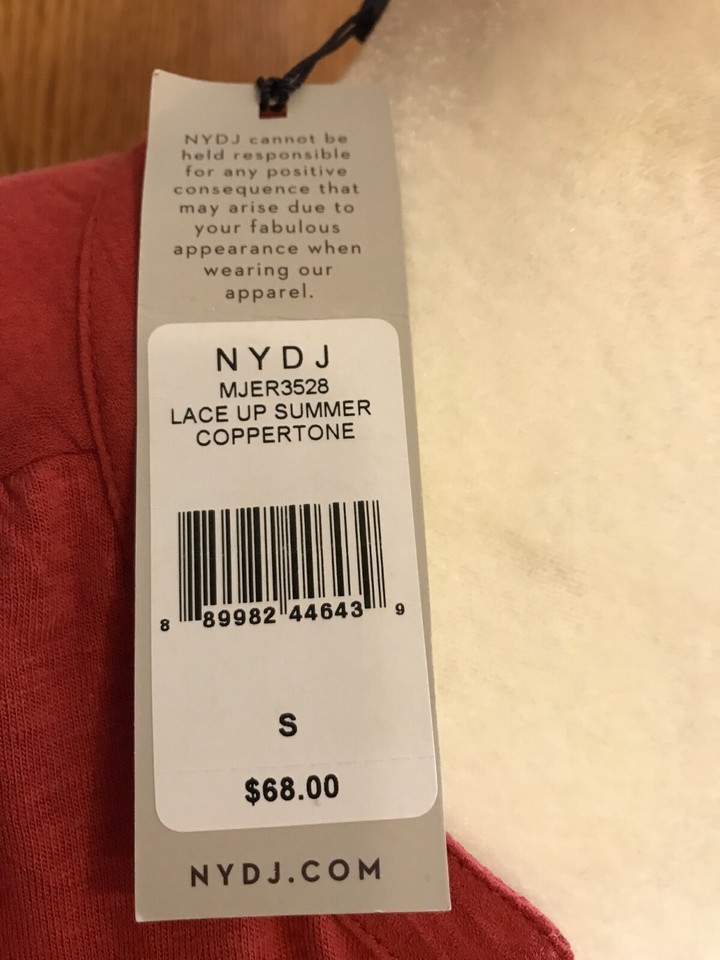 NYDJ cannot be
held responsible
for any positive
consequence that
may arise due to
your fabulous
appearance when
wearing our
apparel.
NYDJ
MJER3528
LACE UP SUMMER
COPPERTONE
8 89982 44643 9
S
$68.00
NYDJ.COM